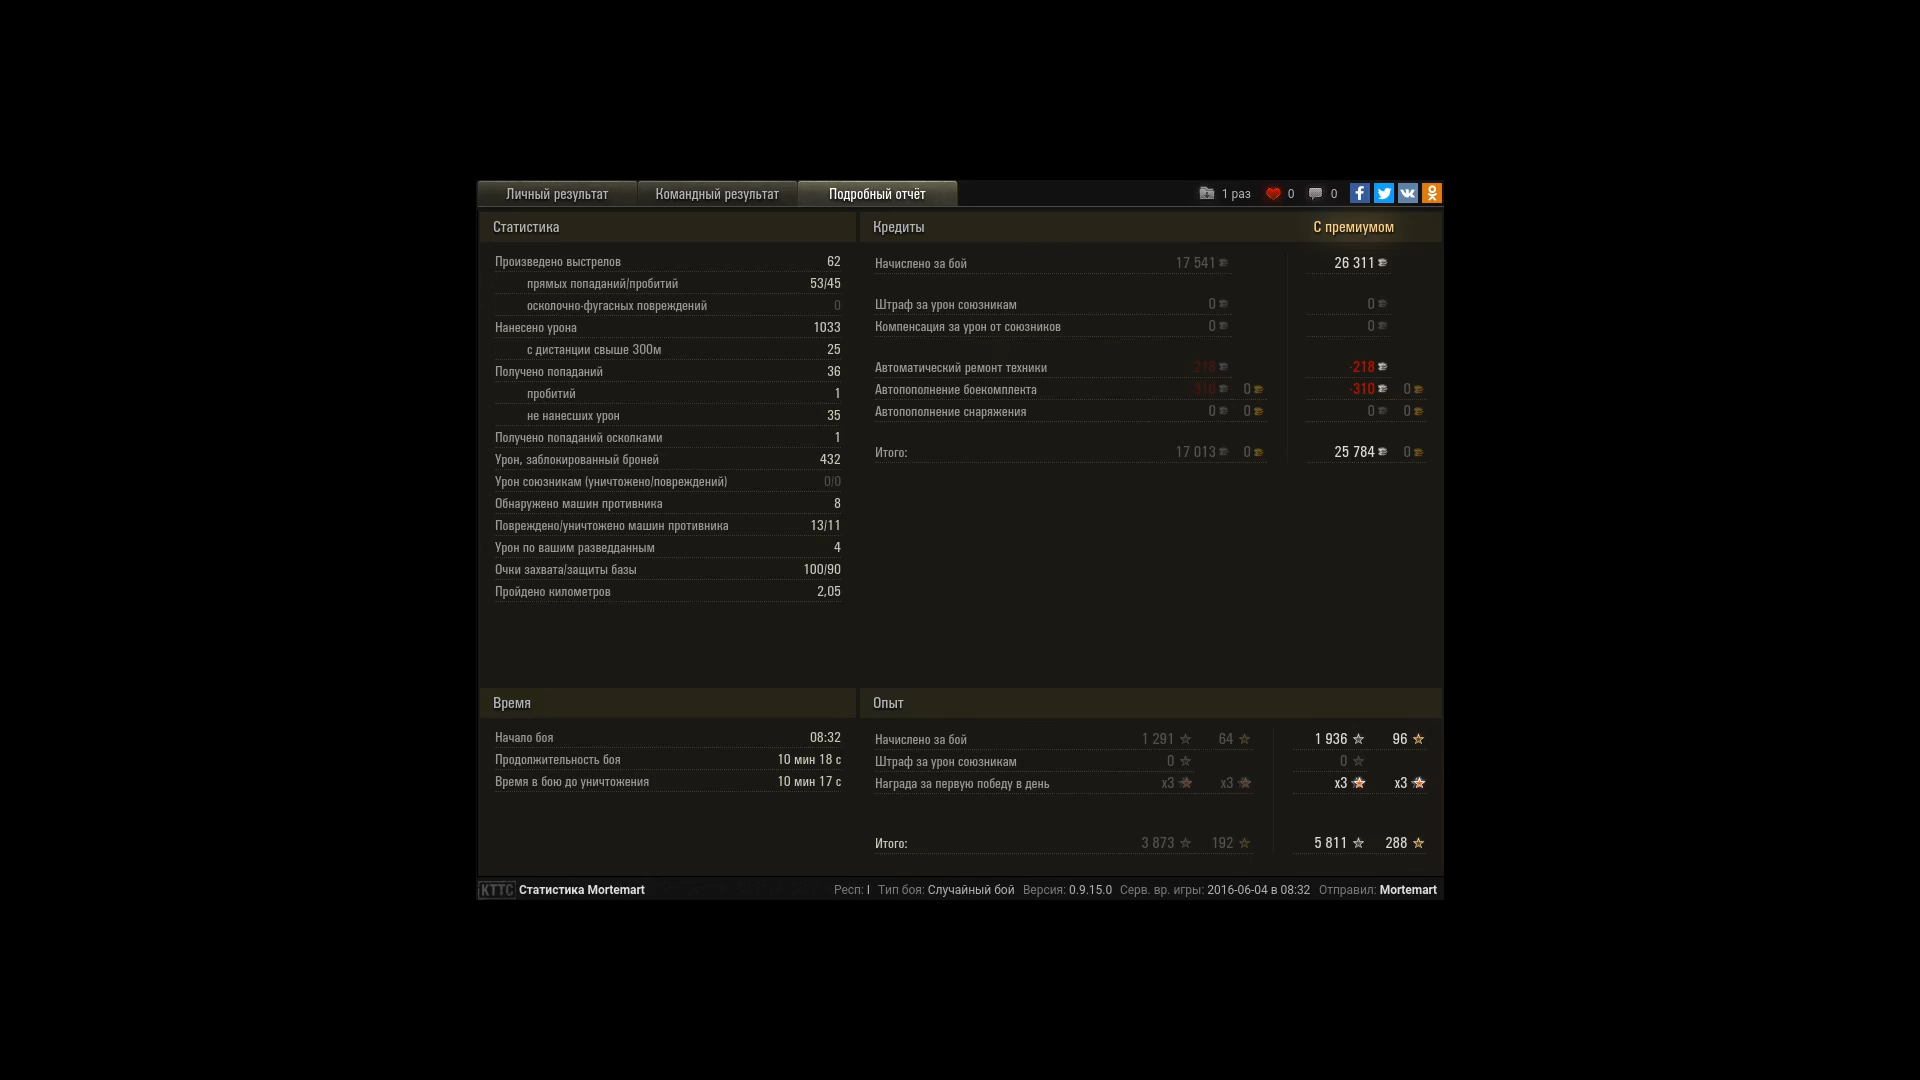 Личный результат Командный результат Подробный отчёт 1 раз 0 0
Статистика
Произведено выстрелов 62
прямых попаданий/пробитий 53/45
осколочно-фугасных повреждений 0
Нанесено урона 1033
с дистанции свыше 300м 25
Получено попаданий 36
пробитий 1
не нанесших урон 35
Получено попаданий осколками 1
Урон, заблокированный броней 432
Урон союзникам (уничтожено/повреждений) 0/0
Обнаружено машин противника 8
Повреждено/уничтожено машин противника 13/11
Урон по вашим разведданным 4
Очки захвата/защиты базы 100/90
Пройдено километров 2,05
Кредиты С премиумом
Начислено за бой 17 541 26 311
Штраф за урон союзникам 0 0
Компенсация за урон от союзников 0 0
Автоматический ремонт техники -218 -218
Автопополнение боекомплекта -310 0 -310 0
Автопополнение снаряжения 0 0 0 0
Итого: 17 013 0 25 784 0
Время
Начало боя 08:32
Продолжительность боя 10 мин 18 с
Время в бою до уничтожения 10 мин 17 с
Опыт
Начислено за бой 1 291 64 1 936 96
Штраф за урон союзникам 0 0
Награда за первую победу в день x3 x3 x3 x3
Итого: 3 873 192 5 811 288
КТТС Статистика Mortemart Респ: I Тип боя: Случайный бой Версия: 0.9.15.0 Серв. вр. игры: 2016-06-04 в 08:32 Отправил: Mortemart